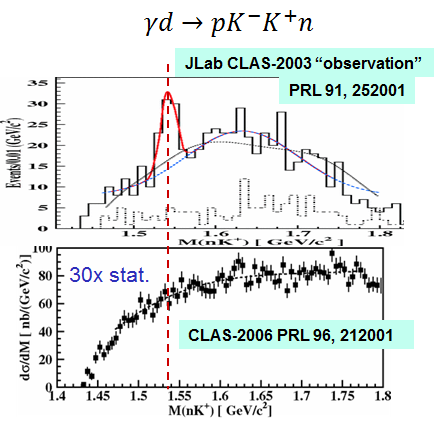 γd → pK⁻K⁺n
JLab CLAS-2003 “observation”
PRL 91, 252001
Events/0.01(GeV/c²)
35
30
25
20
15
10
5
0
1.5 1.6 1.7 1.8
M(nK⁺) [ GeV/c² ]
dσ/dM [ nb/(GeV/c²)]
100
80
60
40
20
0
30x stat.
CLAS-2006 PRL 96, 212001
1.4 1.45 1.5 1.55 1.6 1.65 1.7 1.75 1.8
M(nK⁺) [ GeV/c² ]